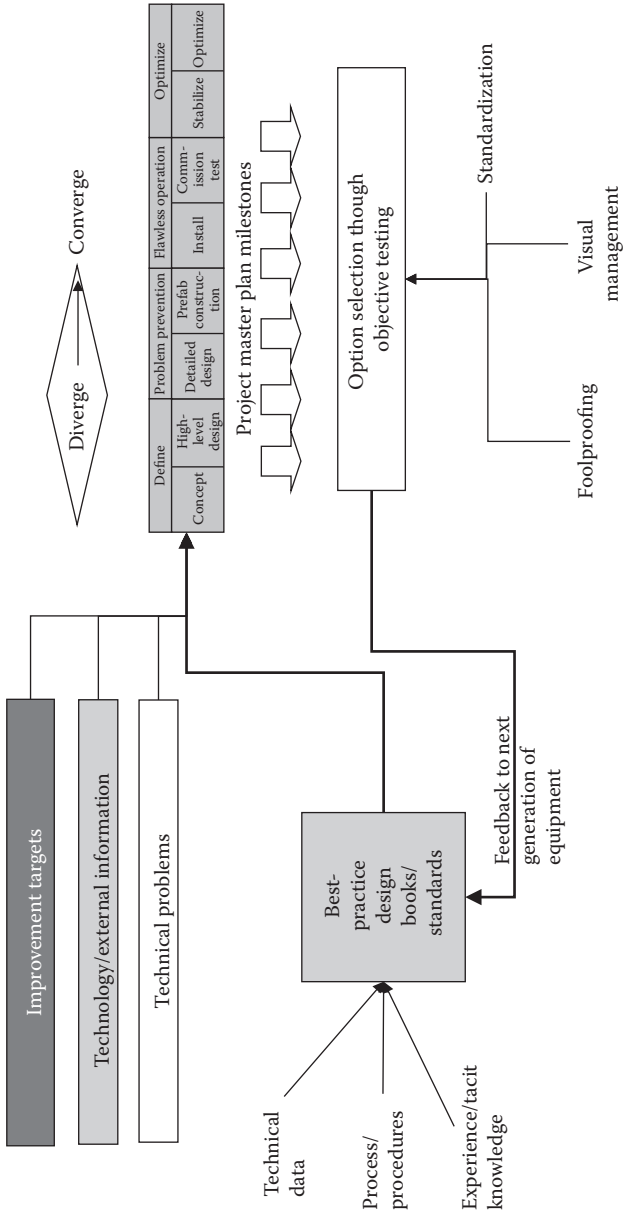 Improvement targets
Technology/external information
Technical problems
Diverge
Converge
Define
Problem prevention
Flawless operation
Optimize
Concept
High-
level
design
Detailed
design
Prefab
construc-
tion
Install
Comm-
ission
test
Stabilize
Optimize
Project master plan milestones
Technical
data
Process/
procedures
Experience/tacit
knowledge
Best-
practice
design
books/
standards
Feedback to next
generation of
equipment
Option selection though
objective testing
Foolproofing
Visual
management
Standardization